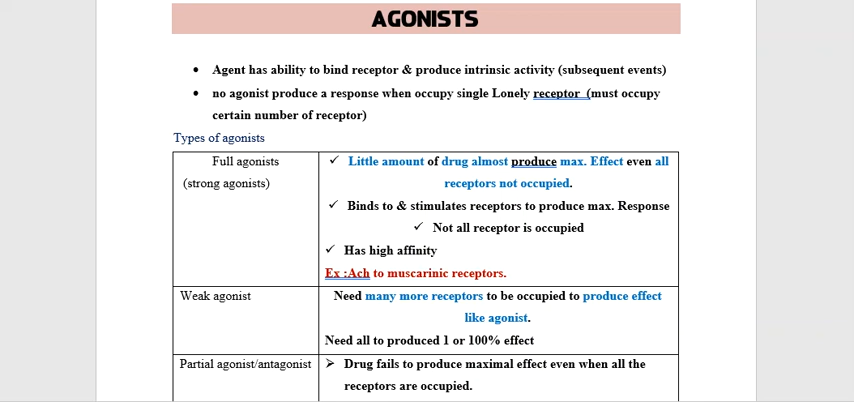 AGONISTS
• Agent has ability to bind receptor & produce intrinsic activity (subsequent events)
• no agonist produce a response when occupy single Lonely receptor (must occupy
certain number of receptor)
Types of agonists
Full agonists
(strong agonists)
✓ Little amount of drug almost produce max. Effect even all
receptors not occupied.
✓ Binds to & stimulates receptors to produce max. Response
✓ Not all receptor is occupied
✓ Has high affinity
Ex :Ach to muscarinic receptors.
Weak agonist
Need many more receptors to be occupied to produce effect
like agonist.
Need all to produced 1 or 100% effect
Partial agonist/antagonist
➢ Drug fails to produce maximal effect even when all the
receptors are occupied.